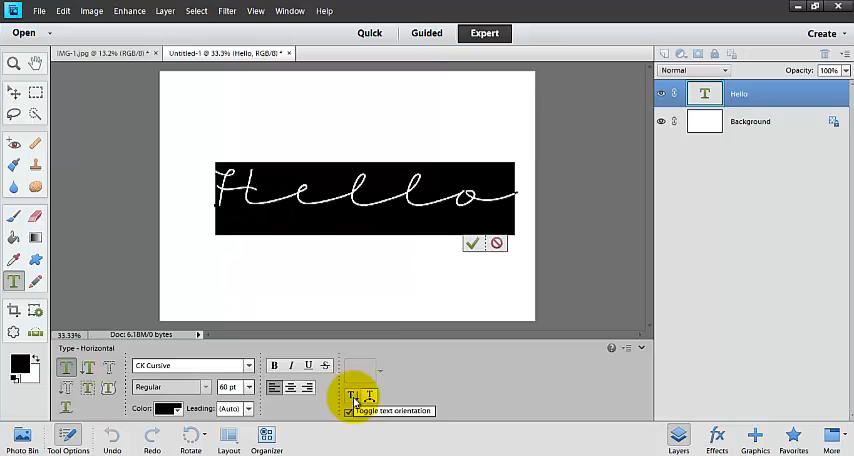 File Edit Image Enhance Layer Select Filter View Window Help
Open Quick Guided Expert Create
IMG-1.jpg @ 13.2% (RGB/8) * × Untitled-1 @ 33.3% (Hello, RGB/8) * ×
Normal Opacity: 100%
T Hello
Background
Hello
33.33% Doc: 6.18M/0 bytes
Type - Horizontal
CK Cursive B I U S
Regular 60 pt
Color: Leading: (Auto)
Toggle text orientation
Photo Bin Tool Options Undo Redo Rotate Layout Organizer Layers Effects Graphics Favorites More